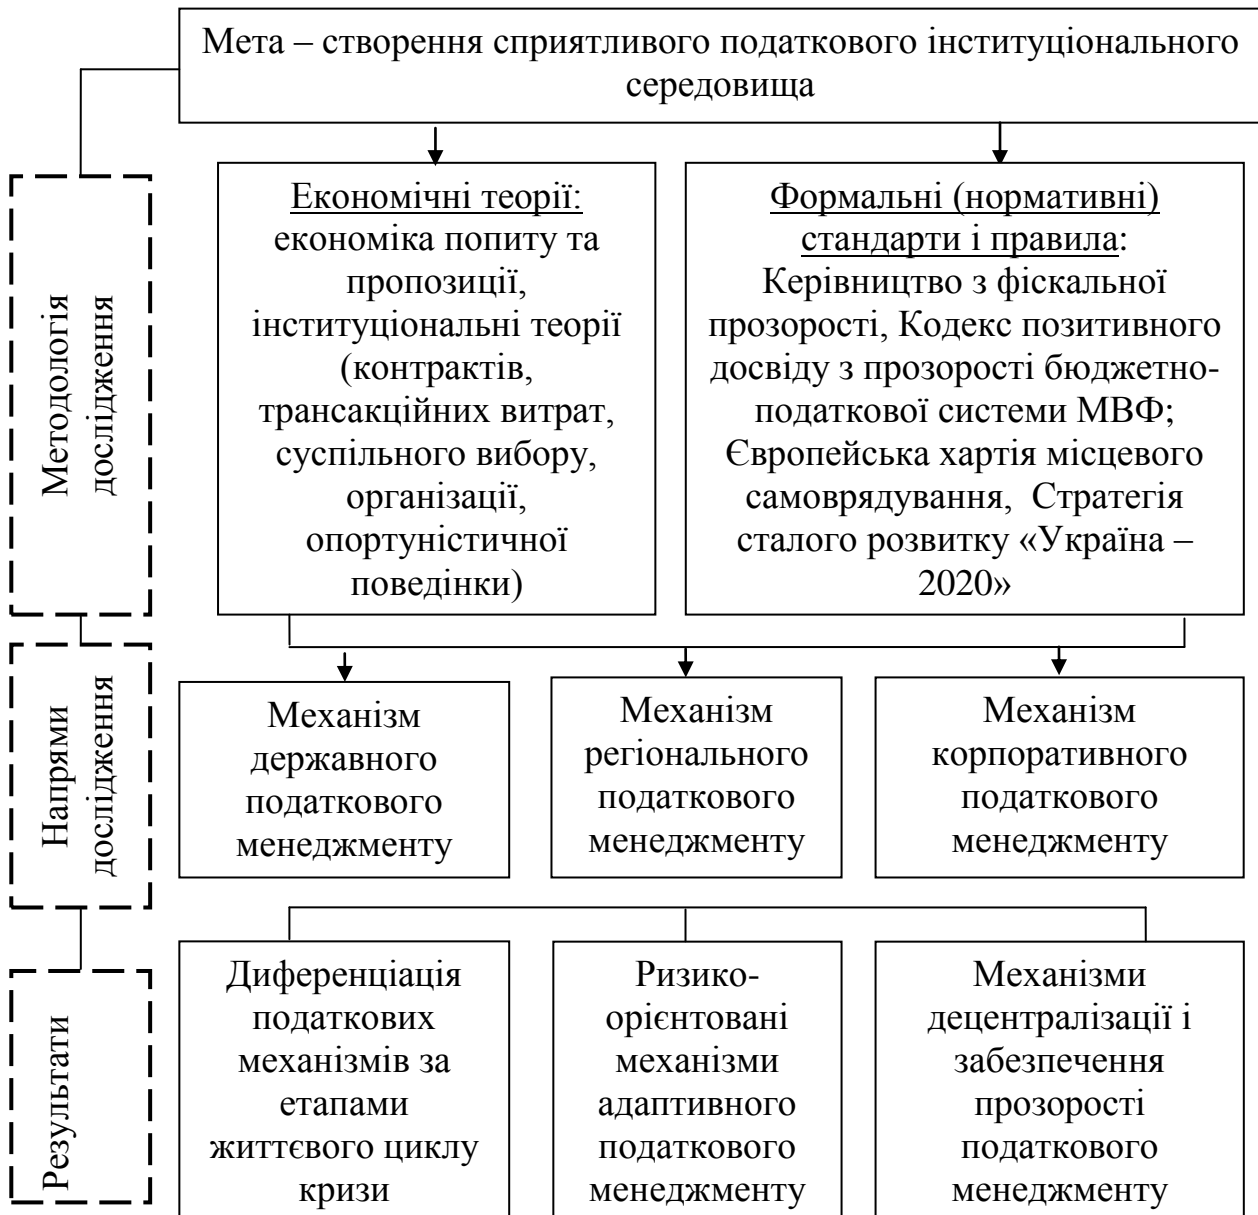 Мета – створення сприятливого податкового інституціонального
середовища
Методологія
дослідження
Економічні теорії:
економіка попиту та
пропозиції,
інституціональні теорії
(контрактів,
трансакційних витрат,
суспільного вибору,
організації,
опортуністичної
поведінки)
Формальні (нормативні)
стандарти і правила:
Керівництво з фіскальної
прозорості, Кодекс позитивного
досвіду з прозорості бюджетно-
податкової системи МВФ;
Європейська хартія місцевого
самоврядування, Стратегія
сталого розвитку «Україна –
2020»
Напрями
дослідження
Механізм
державного
податкового
менеджменту
Механізм
регіонального
податкового
менеджменту
Механізм
корпоративного
податкового
менеджменту
Результати
Диференціація
податкових
механізмів за
етапами
життєвого циклу
кризи
Ризико-
орієнтовані
механізми
адаптивного
податкового
менеджменту
Механізми
децентралізації і
забезпечення
прозорості
податкового
менеджменту